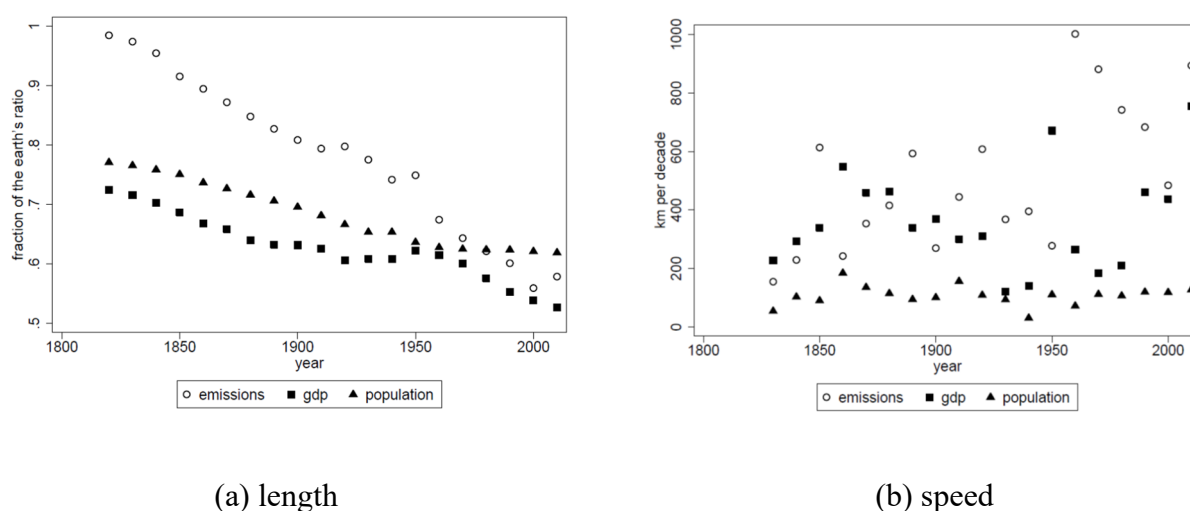 fraction of the earth's ratio
1
.9
.8
.7
.6
.5
1800 1850 1900 1950 2000
year
emissions gdp population
(a) length
km per decade
1000
800
600
400
200
0
1800 1850 1900 1950 2000
year
emissions gdp population
(b) speed